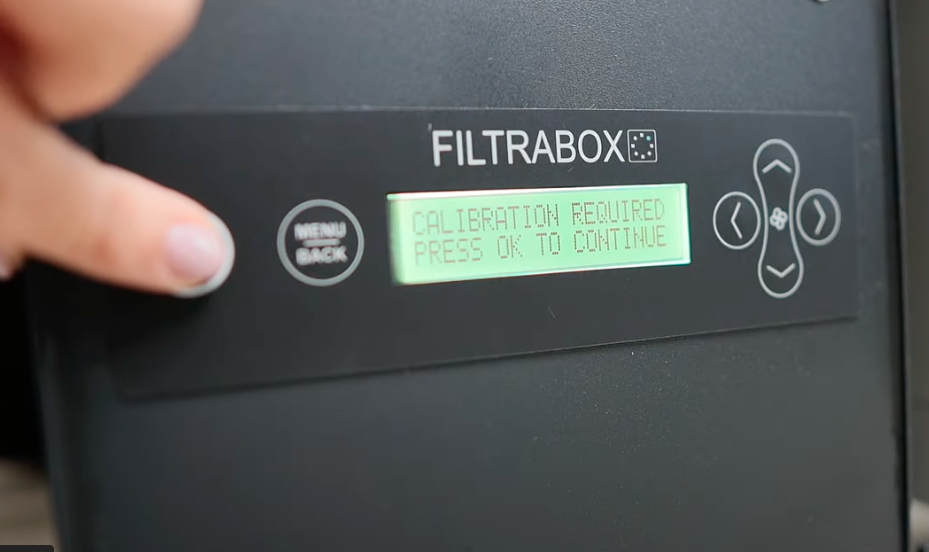 FILTRABOX
MENU
BACK
CALIBRATION REQUIRED
PRESS OK TO CONTINUE